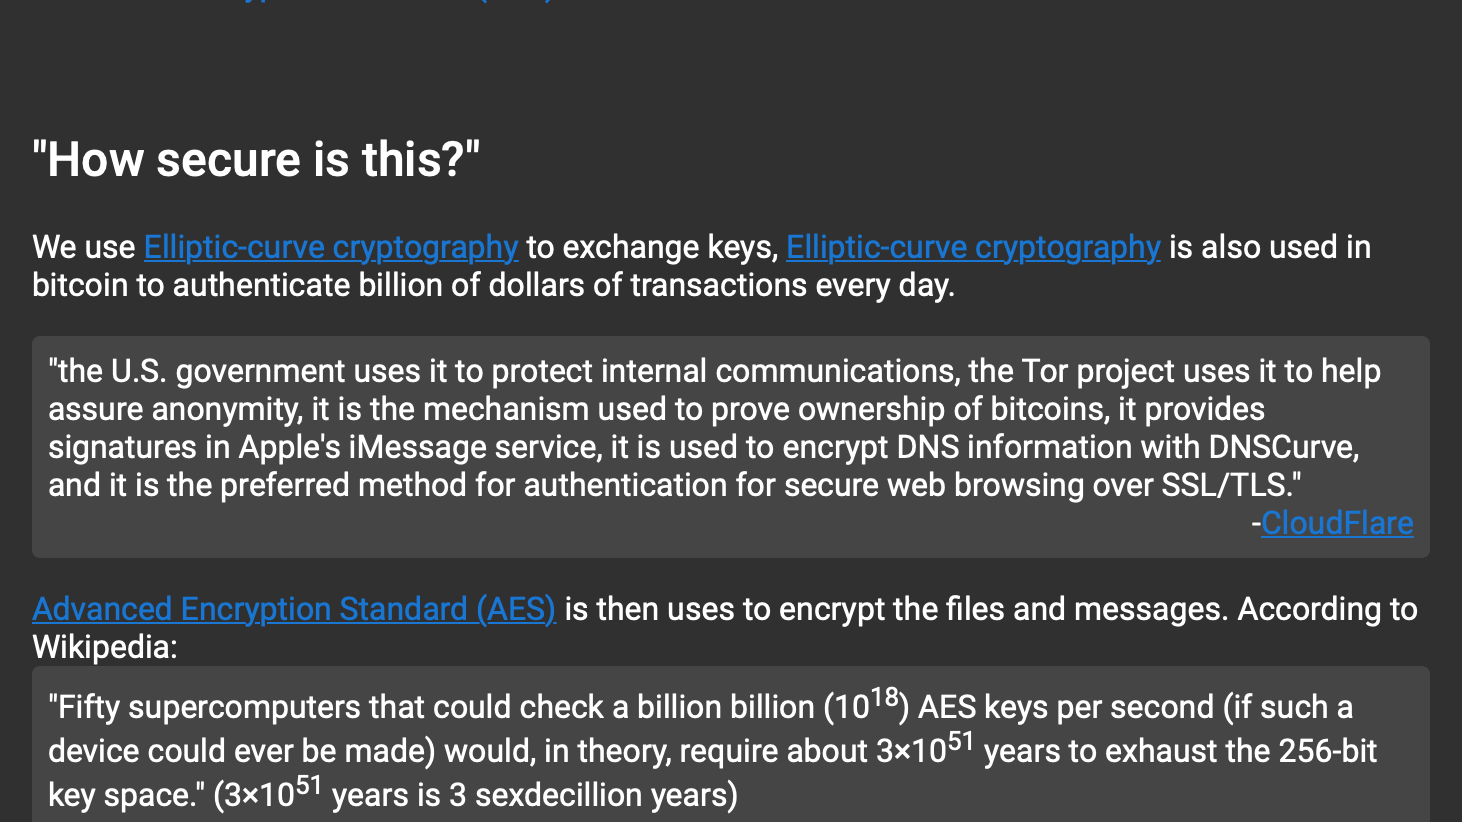 "How secure is this?"
We use Elliptic-curve cryptography to exchange keys, Elliptic-curve cryptography is also used in
bitcoin to authenticate billion of dollars of transactions every day.
"the U.S. government uses it to protect internal communications, the Tor project uses it to help
assure anonymity, it is the mechanism used to prove ownership of bitcoins, it provides
signatures in Apple's iMessage service, it is used to encrypt DNS information with DNSCurve,
and it is the preferred method for authentication for secure web browsing over SSL/TLS."
-CloudFlare
Advanced Encryption Standard (AES) is then uses to encrypt the files and messages. According to
Wikipedia:
"Fifty supercomputers that could check a billion billion (10¹⁸) AES keys per second (if such a
device could ever be made) would, in theory, require about 3×10⁵¹ years to exhaust the 256-bit
key space." (3×10⁵¹ years is 3 sexdecillion years)